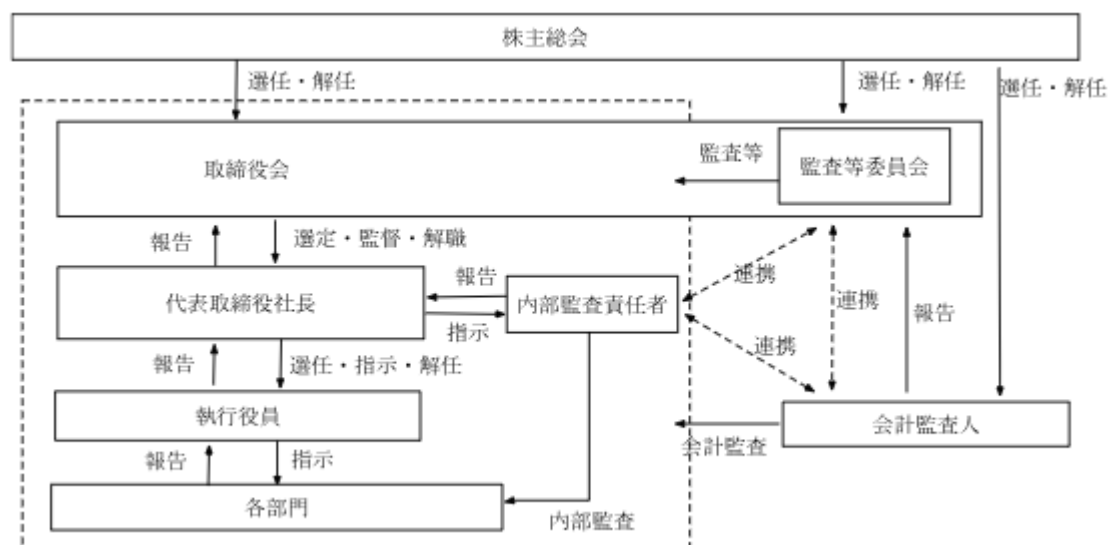 株主総会
選任・解任
選任・解任
選任・解任
取締役会
監査等
監査等委員会
報告
選定・監督・解職
代表取締役社長
報告
指示
内部監査責任者
連携
連携
連携
報告
報告
選任・指示・解任
執行役員
会計監査人
会計監査
報告
指示
各部門
内部監査